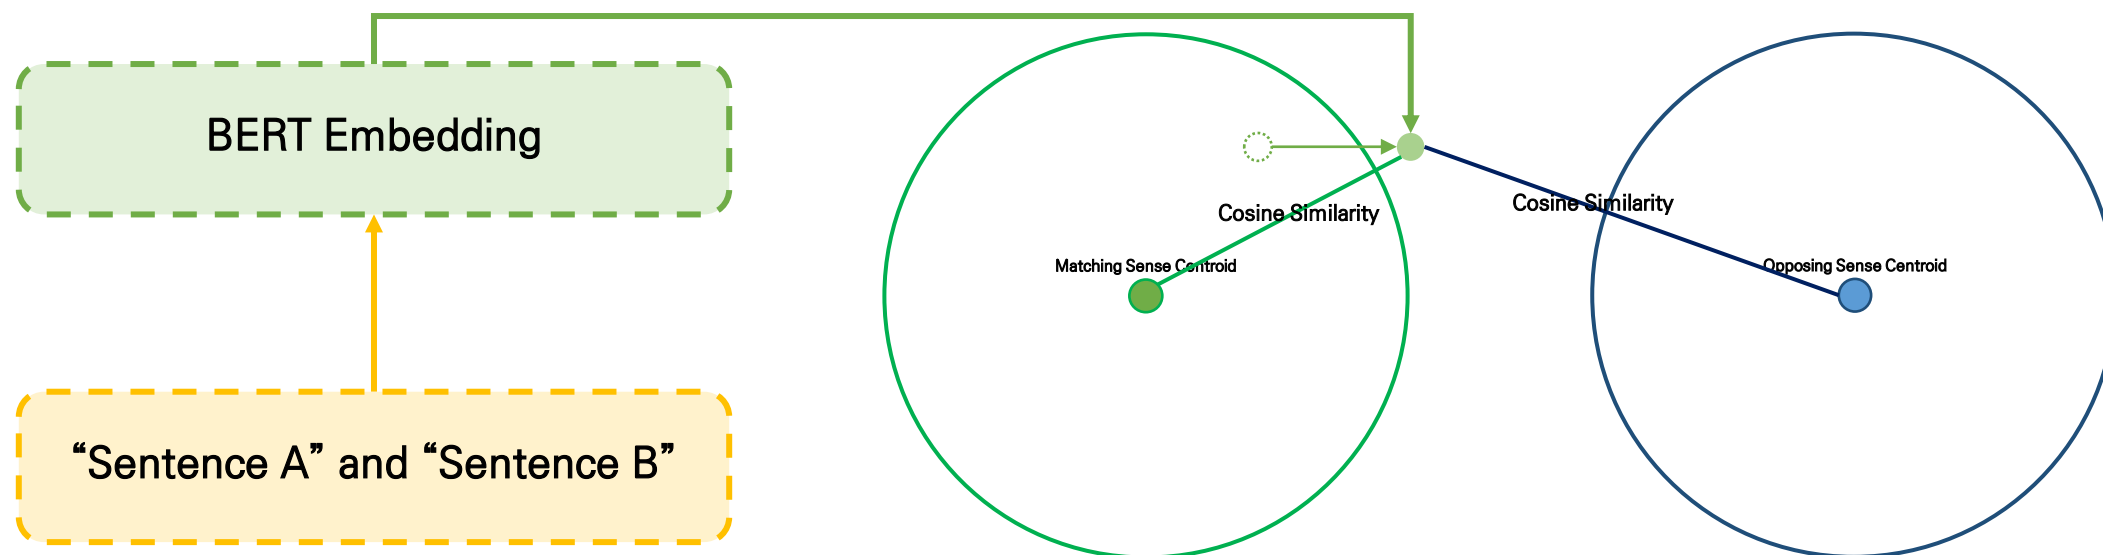 BERT Embedding
“Sentence A” and “Sentence B”
Cosine Similarity
Matching Sense Centroid
Cosine Similarity
Opposing Sense Centroid